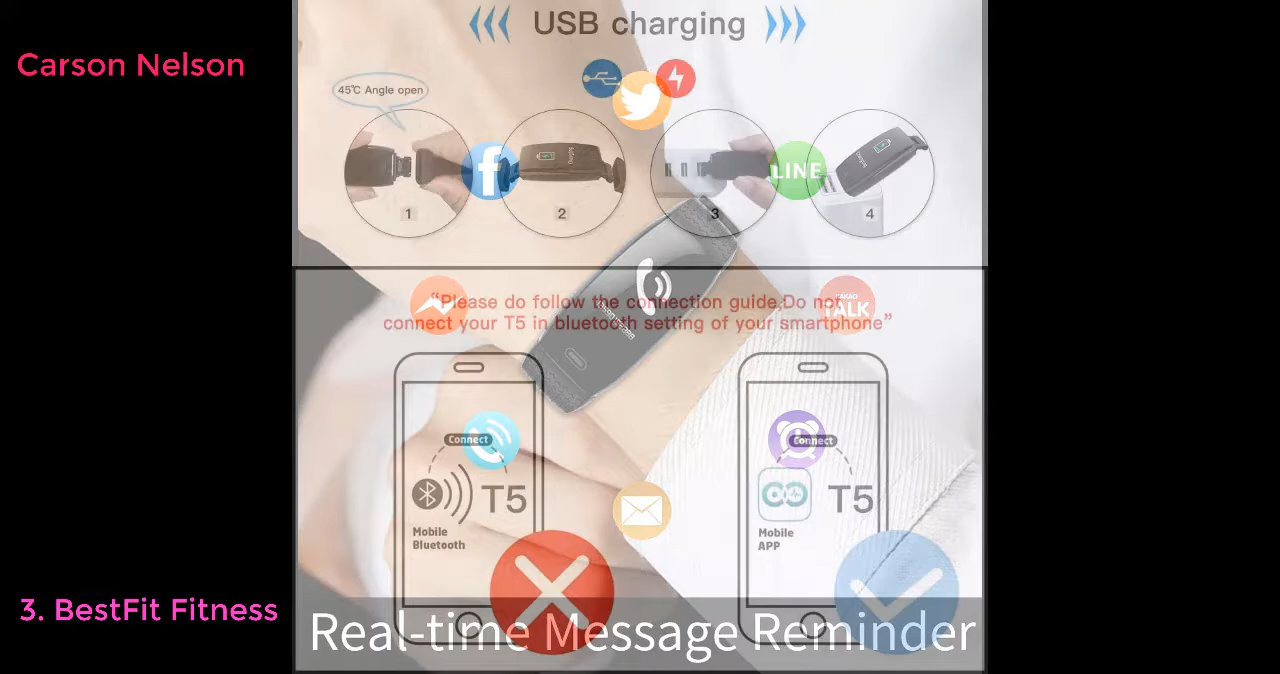 USB charging
Carson Nelson
45℃ Angle open
LINE
1
2
3
4
“Please do follow the connection guide,Do not
connect your T5 in bluetooth setting of your smartphone”
TALK
Connect
T5
Mobile
Bluetooth
Connect
T5
Mobile
APP
3. BestFit Fitness
Real-time Message Reminder